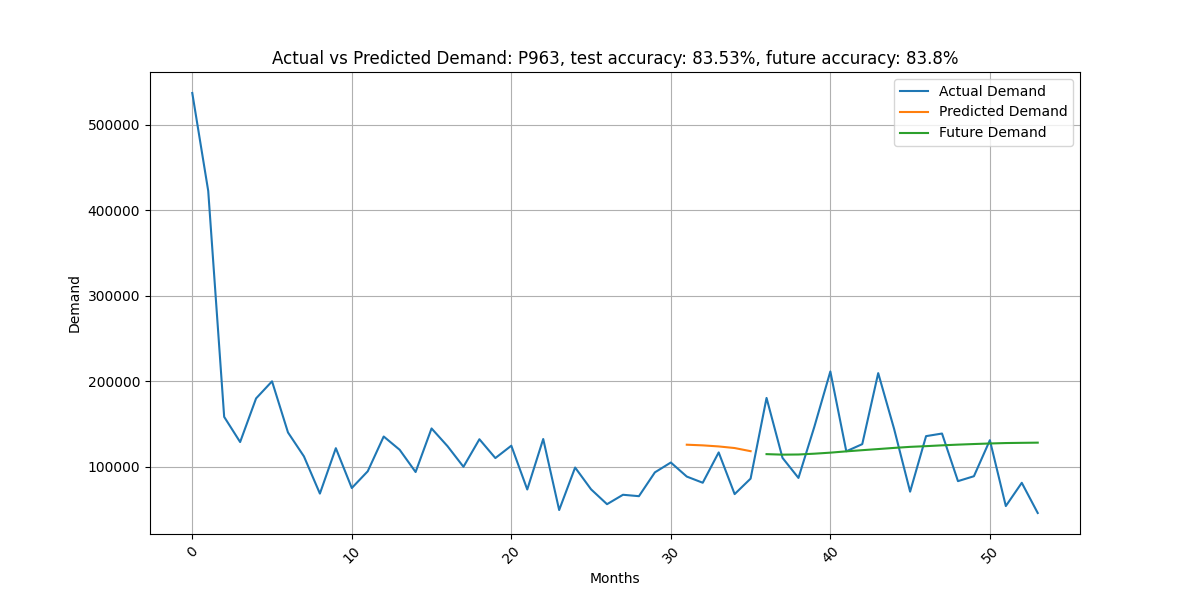 Actual vs Predicted Demand: P963, test accuracy: 83.53%, future accuracy: 83.8%
Actual Demand
Predicted Demand
Future Demand
500000
400000
300000
200000
100000
Demand
0
10
20
30
40
50
Months